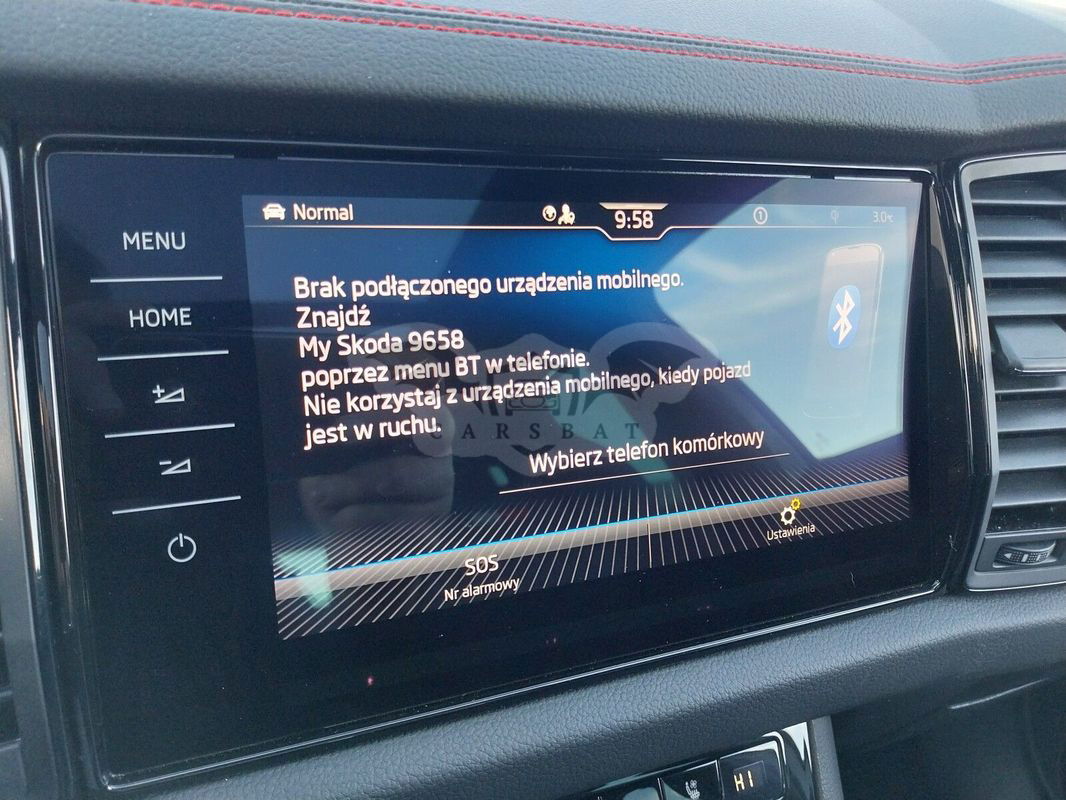 Normal
9:58
1
3.0°C
MENU
HOME
Brak podłączonego urządzenia mobilnego.
Znajdź
My Skoda 9658
poprzez menu BT w telefonie.
Nie korzystaj z urządzenia mobilnego, kiedy pojazd
jest w ruchu.
CARSBAT
Wybierz telefon komórkowy
SOS
Nr alarmowy
Ustawienia
HI